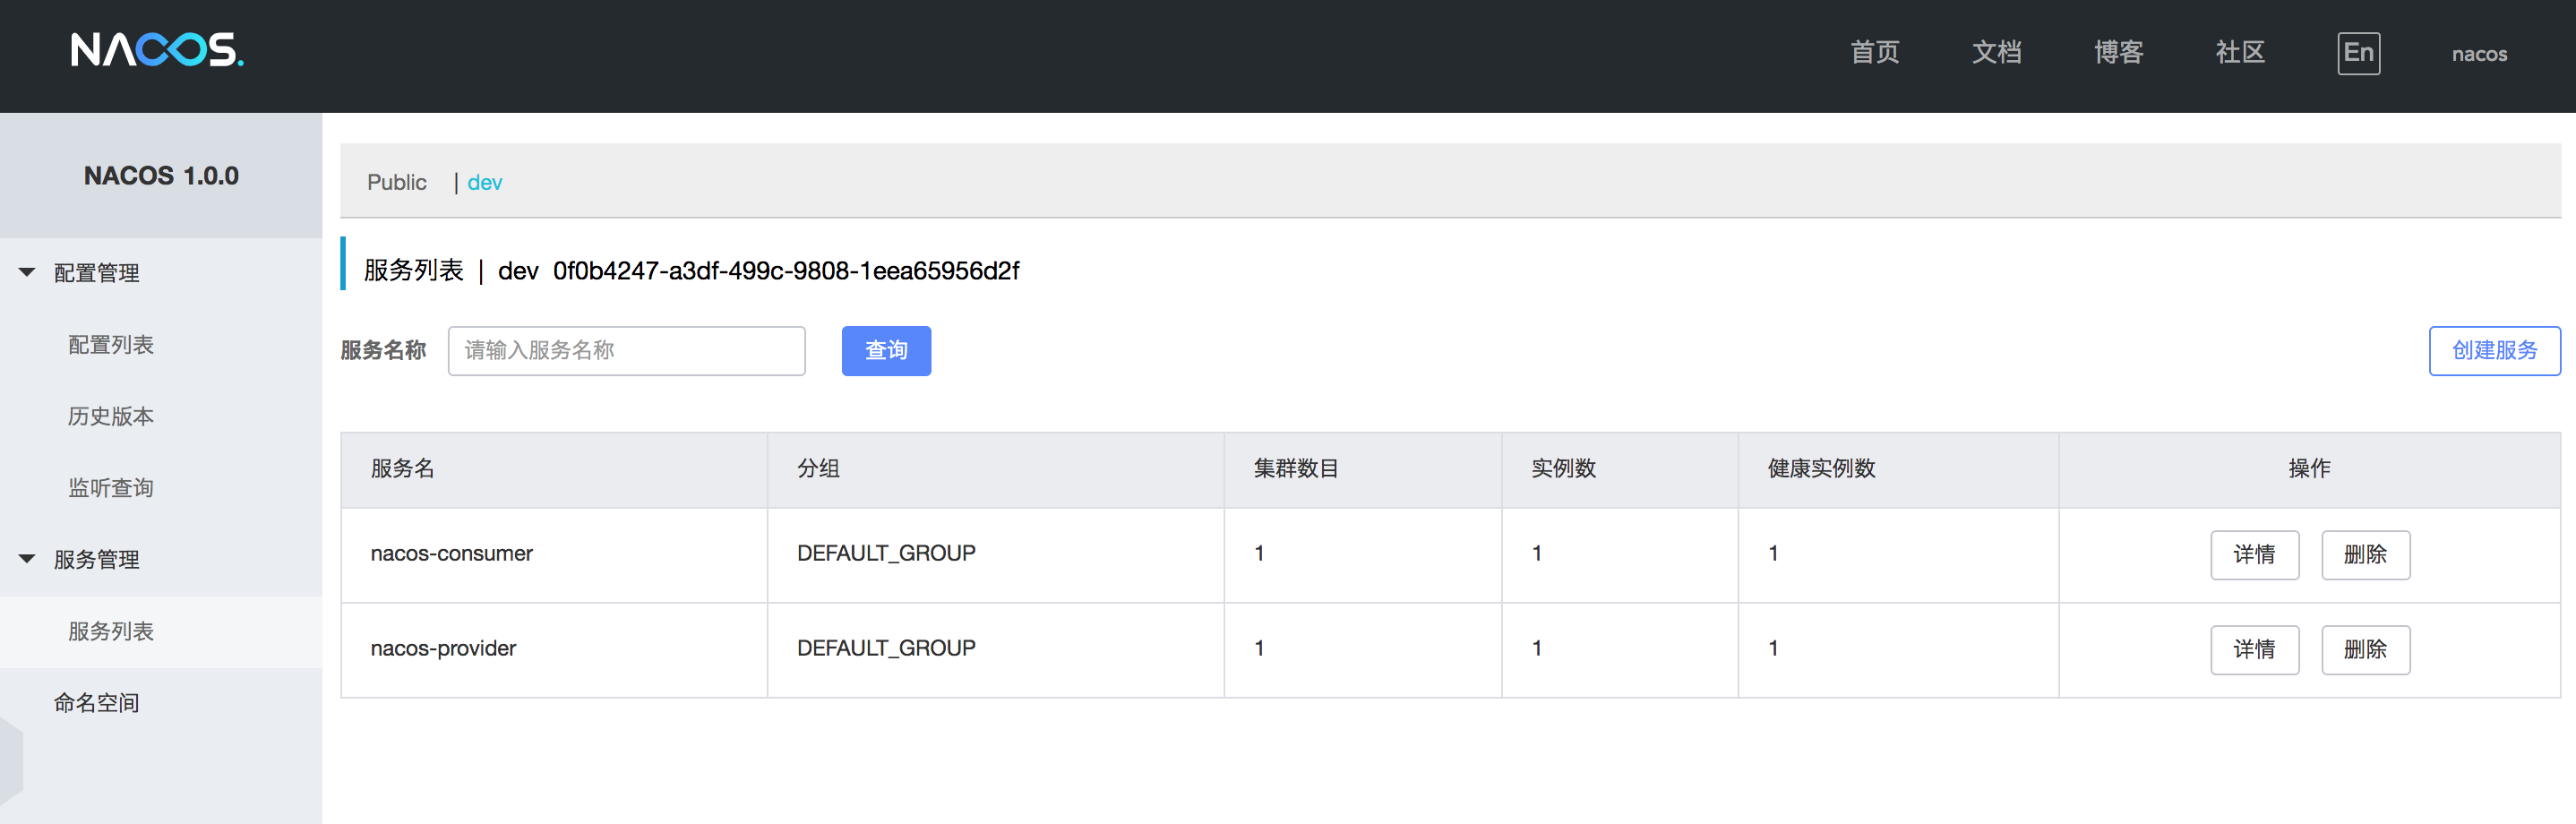 NACOS. 首页 文档 博客 社区 En nacos
NACOS 1.0.0
配置管理
配置列表
历史版本
监听查询
服务管理
服务列表
命名空间
Public | dev
服务列表 | dev 0f0b4247-a3df-499c-9808-1eea65956d2f
服务名称 请输入服务名称 查询 创建服务
服务名 分组 集群数目 实例数 健康实例数 操作
nacos-consumer DEFAULT_GROUP 1 1 1 详情 删除
nacos-provider DEFAULT_GROUP 1 1 1 详情 删除